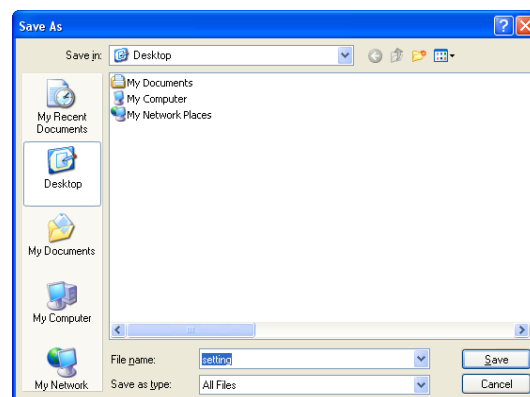 Save As
Save in:
Desktop
My Recent
Documents
Desktop
My Documents
My Computer
My Network
My Documents
My Computer
My Network Places
File name:
setting
Save
Save as type:
All Files
Cancel